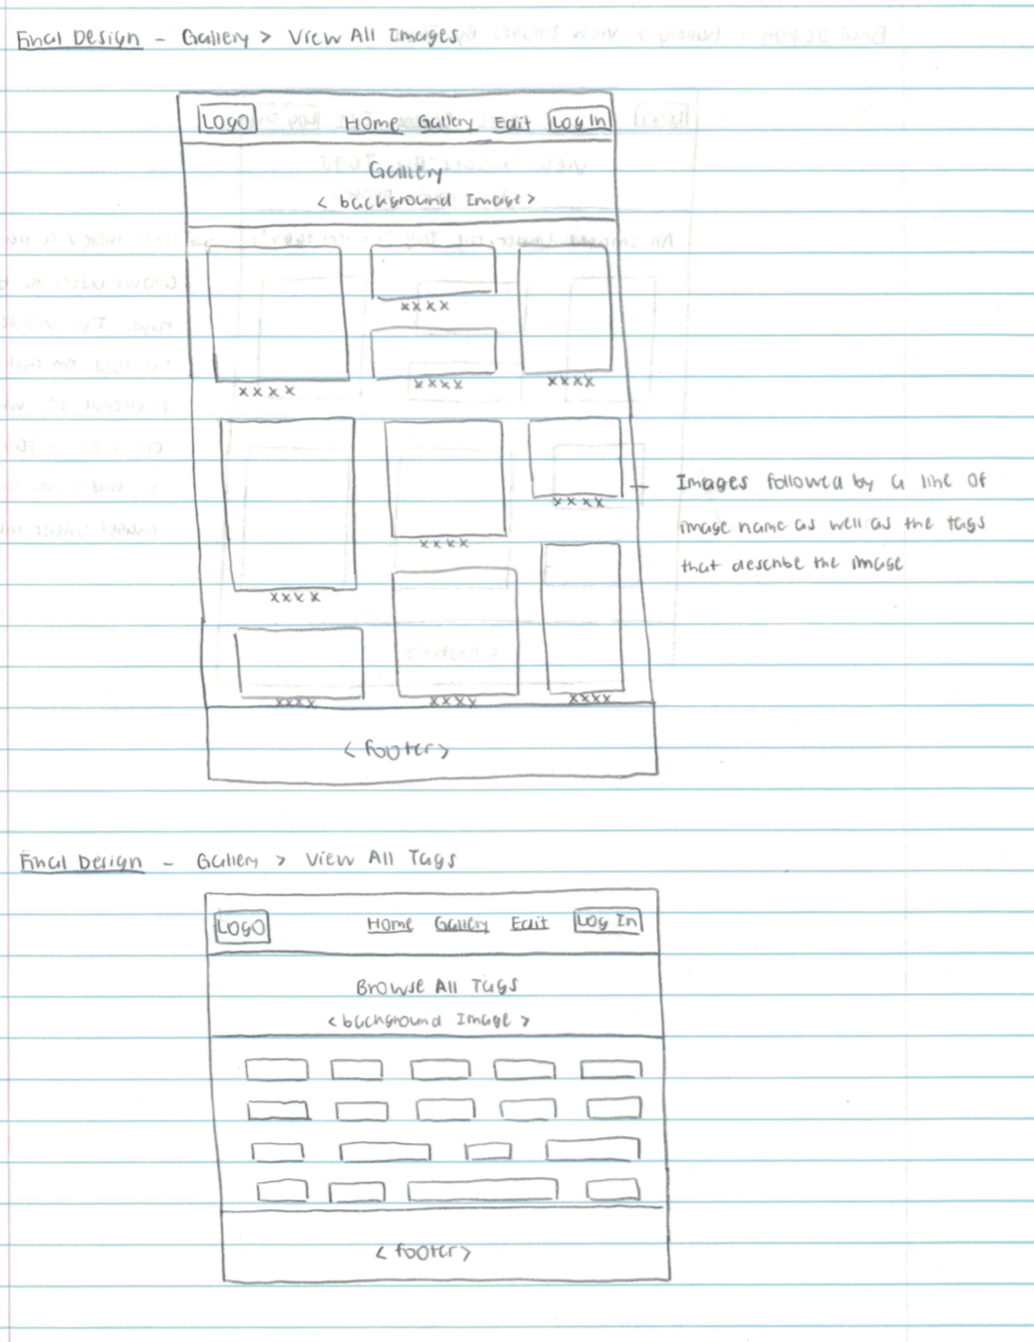 Final Design - Gallery > View All Images
Logo Home Gallery Edit Log In
Gallery
< background Image >
xxxx
xxxx
xxxx
xxxx
xxxx
xxxx
xxxx
xxxx
xxxx
xxxx
Images followed by a line of
image name as well as the tags
that describe the image
< footer >
Final Design - Gallery > View All Tags
Logo Home Gallery Edit Log In
Browse All Tags
< background Image >
< footer >